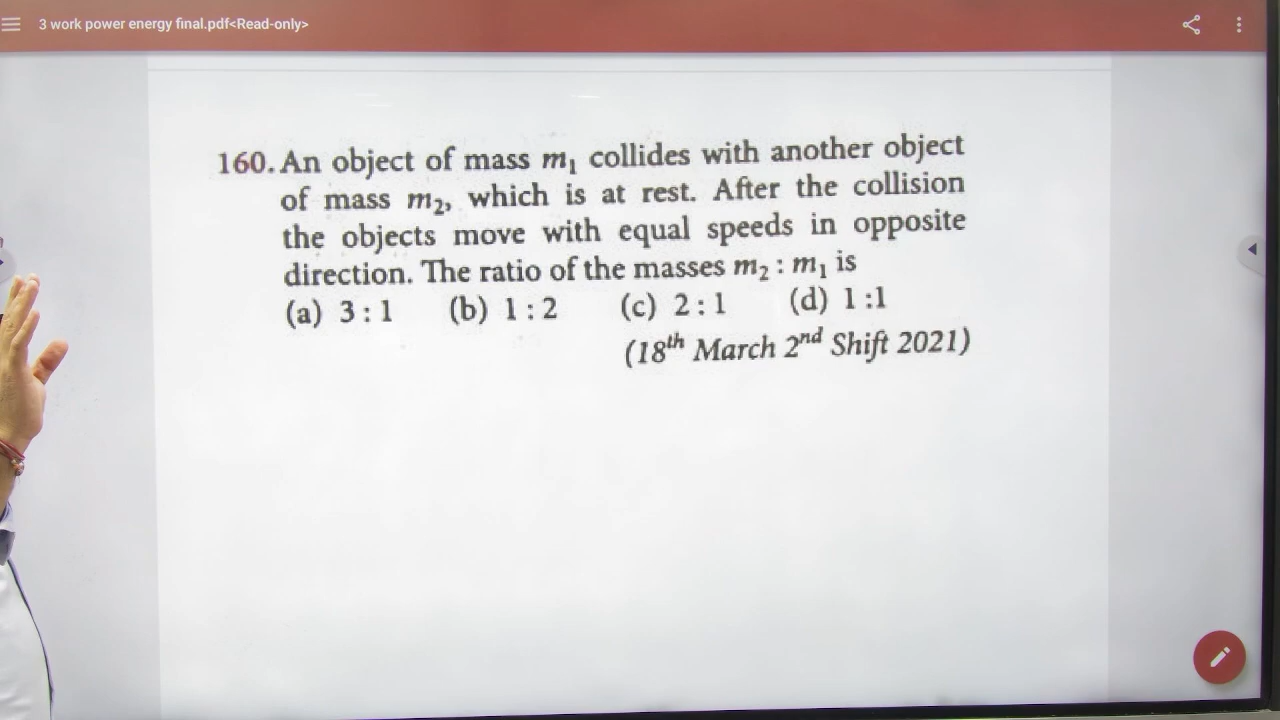 3 work power energy final.pdf<Read-only>
160. An object of mass m₁ collides with another object
of mass m₂, which is at rest. After the collision
the objects move with equal speeds in opposite
direction. The ratio of the masses m₂ : m₁ is
(a) 3 : 1 (b) 1 : 2 (c) 2 : 1 (d) 1 :1
(18th March 2nd Shift 2021)